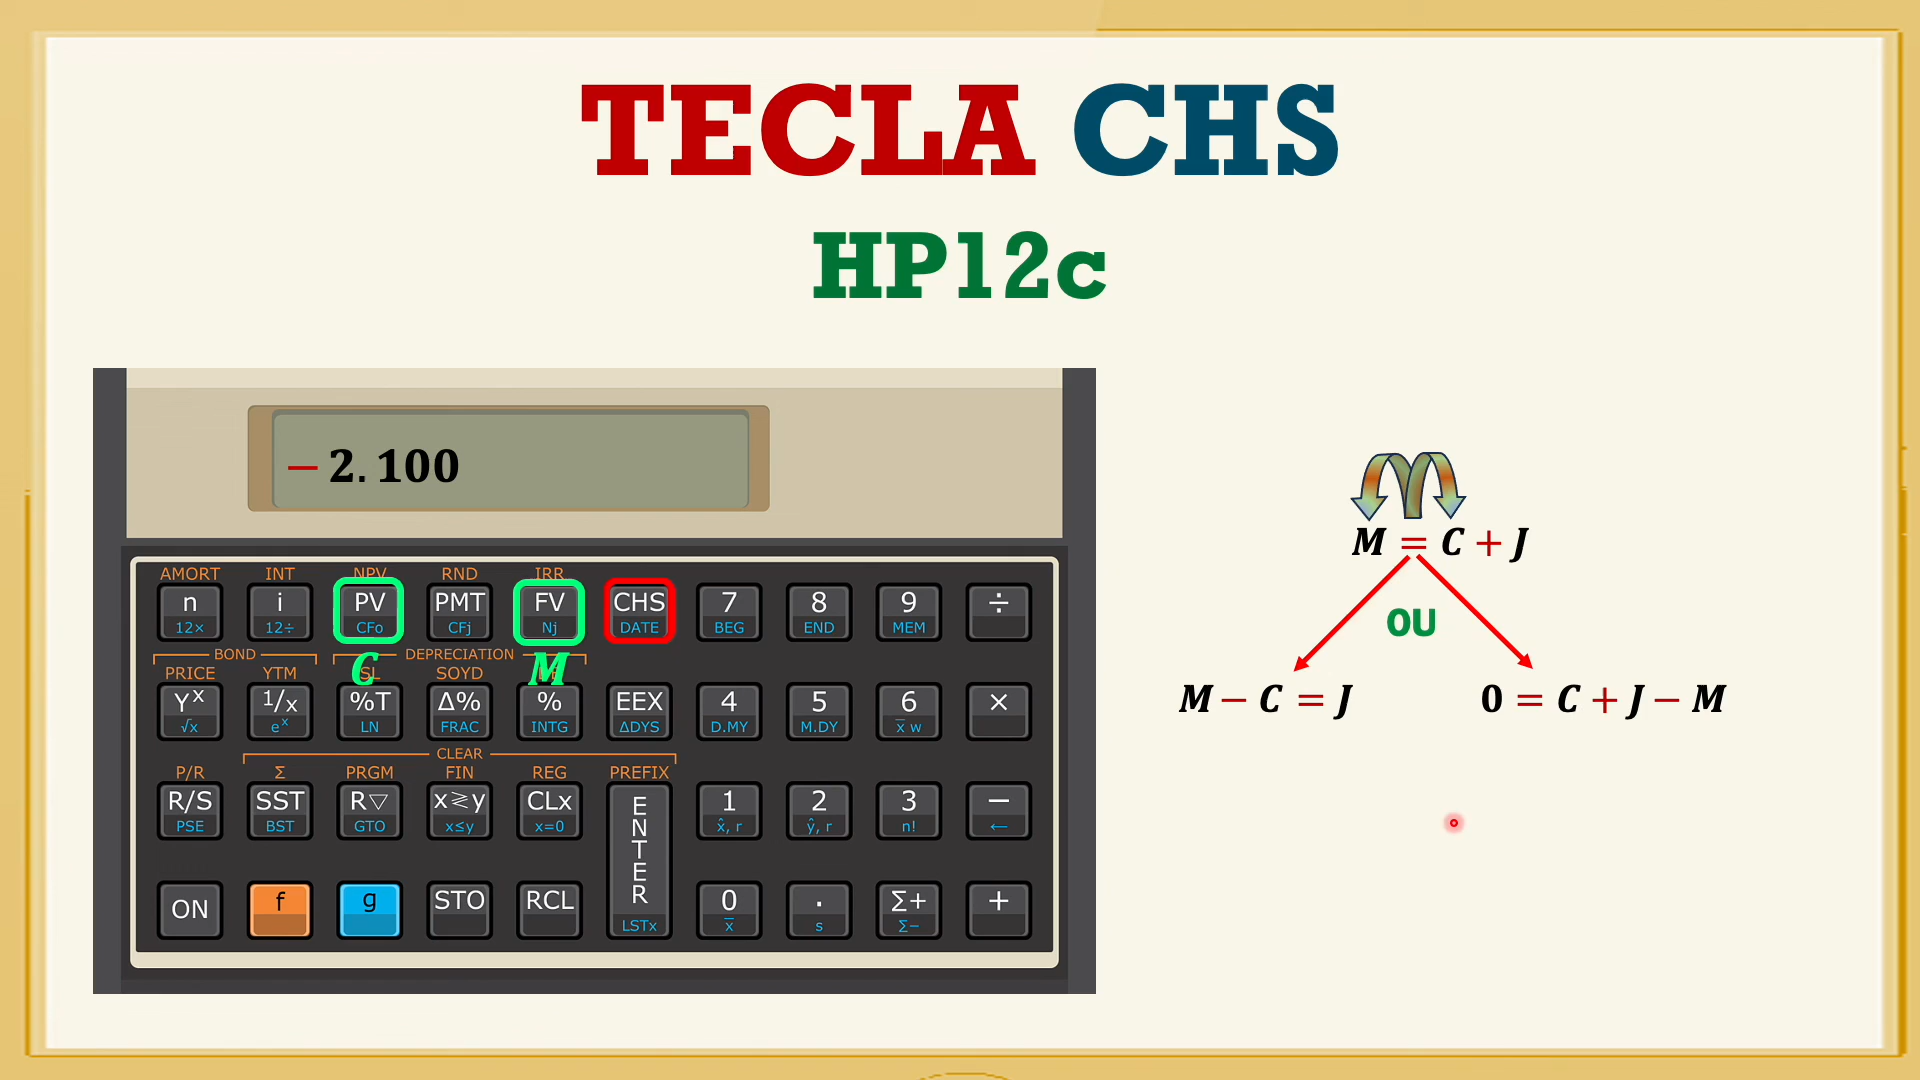 TECLA CHS
HP12c
− 2. 100
M = C + J
OU
M − C = J
0 = C + J − M
AMORT INT NPV RND IRR
n i PV PMT FV CHS 7 8 9 ÷
12× 12÷ CFo CFj Nj DATE BEG END MEM
BOND DEPRECIATION
C M
PRICE YTM SL SOYD
Yˣ 1/x %T Δ% % EEX 4 5 6 ×
√x eˣ LN FRAC INTG ΔDYS D.MY M.DY x̅ w
CLEAR
P/R Σ PRGM FIN REG PREFIX
R/S SST R▽ x≷y CLx ENTER 1 2 3 −
PSE BST GTO x≤y x=0 x̂, r ŷ, r n! ←
ON f g STO RCL 0 . Σ+ +
LSTx x̅ s Σ−